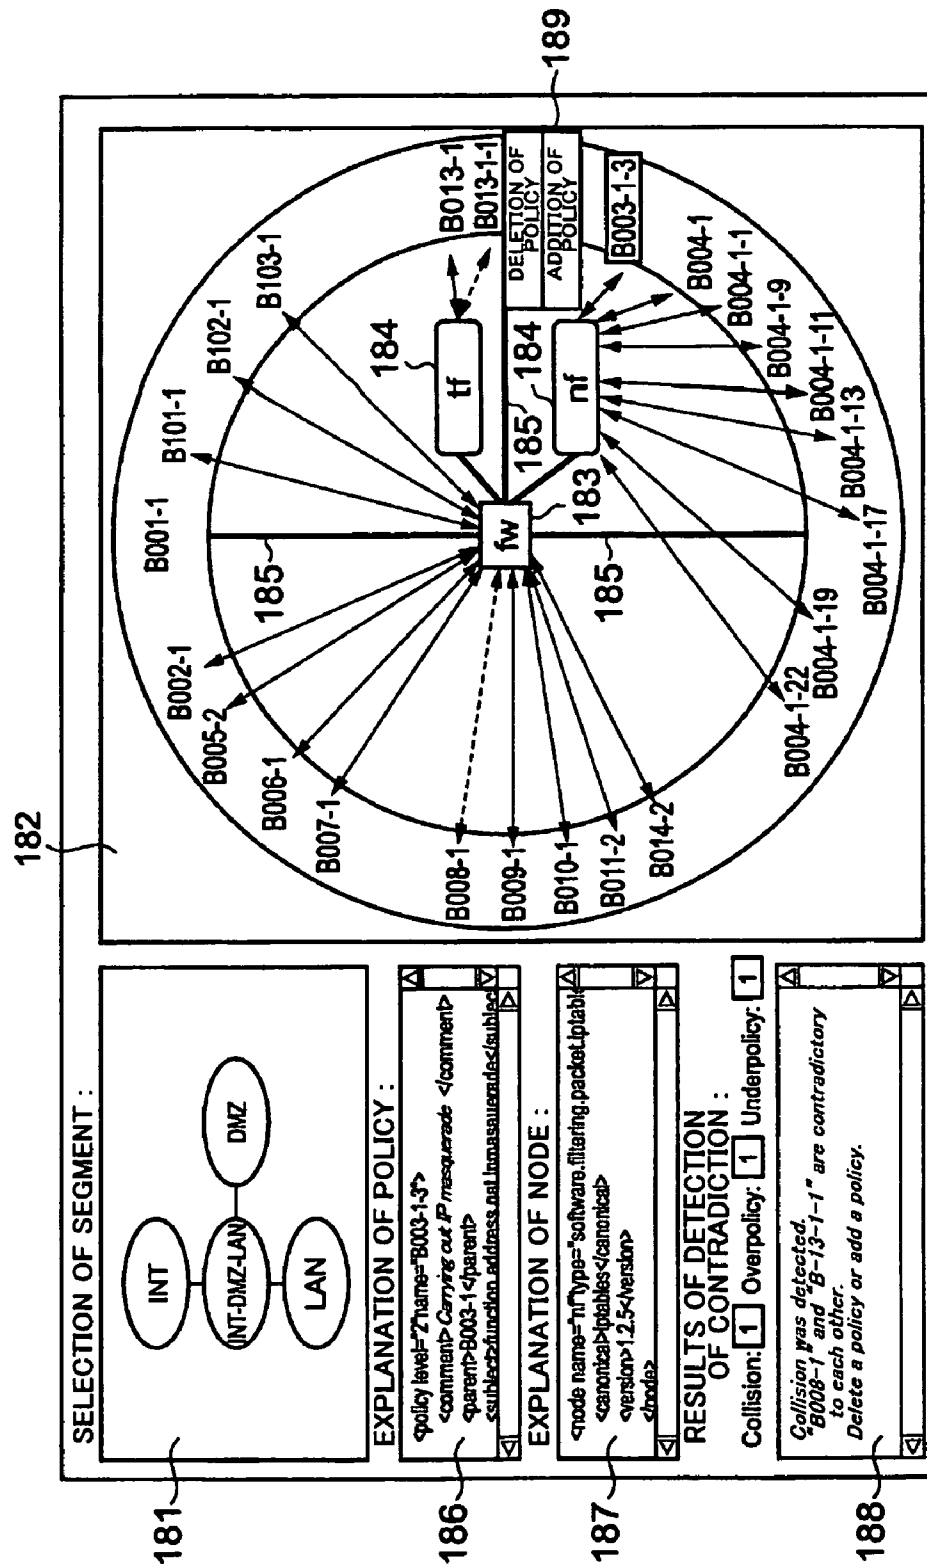 181
SELECTION OF SEGMENT :
INT
INT-DMZ-LAN
DMZ
LAN
186
EXPLANATION OF POLICY :
<policy level="2"name="B003-1-3">
<comment>Carrying out IP masquerade </comment>
<parent>B003-1</parent>
187
EXPLANATION OF NODE :
<node name="nf"type="software.filtering.packet.iptable
<canonical>iptables</canonical>
<version>1.2.5</version>
</node>
RESULTS OF DETECTION
OF CONTRADICTION :
Collision: 1 Overpolicy: 1 Underpolicy: 1
188
Collision was detected.
"B008-1" and "B-13-1-1" are contradictory
to each other.
Delete a policy or add a policy.
182
B001-1
B101-1
B102-1
B103-1
B002-1
B005-2
B006-1
B007-1
B008-1
B009-1
B010-1
B011-2
B014-2
185
fw
183
185
tf
184
B013-1
B013-1-1
185
184
nf
DELETION OF
POLICY
ADDITION OF
POLICY
189
B003-1-3
B004-1
B004-1-1
B004-1-9
B004-1-11
B004-1-13
B004-1-17
B004-1-19
B004-1-22